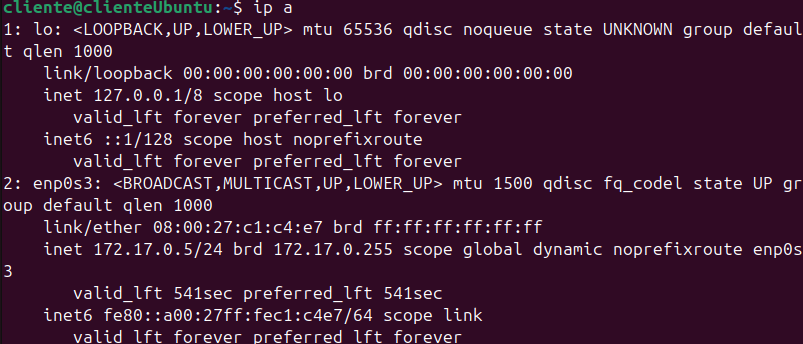 cliente@clienteUbuntu:~$ ip a
1: lo: <LOOPBACK,UP,LOWER_UP> mtu 65536 qdisc noqueue state UNKNOWN group defaul
t qlen 1000
    link/loopback 00:00:00:00:00:00 brd 00:00:00:00:00:00
    inet 127.0.0.1/8 scope host lo
       valid_lft forever preferred_lft forever
    inet6 ::1/128 scope host noprefixroute
       valid_lft forever preferred_lft forever
2: enp0s3: <BROADCAST,MULTICAST,UP,LOWER_UP> mtu 1500 qdisc fq_codel state UP gr
oup default qlen 1000
    link/ether 08:00:27:c1:c4:e7 brd ff:ff:ff:ff:ff:ff
    inet 172.17.0.5/24 brd 172.17.0.255 scope global dynamic noprefixroute enp0s
3
       valid_lft 541sec preferred_lft 541sec
    inet6 fe80::a00:27ff:fec1:c4e7/64 scope link
       valid_lft forever preferred_lft forever